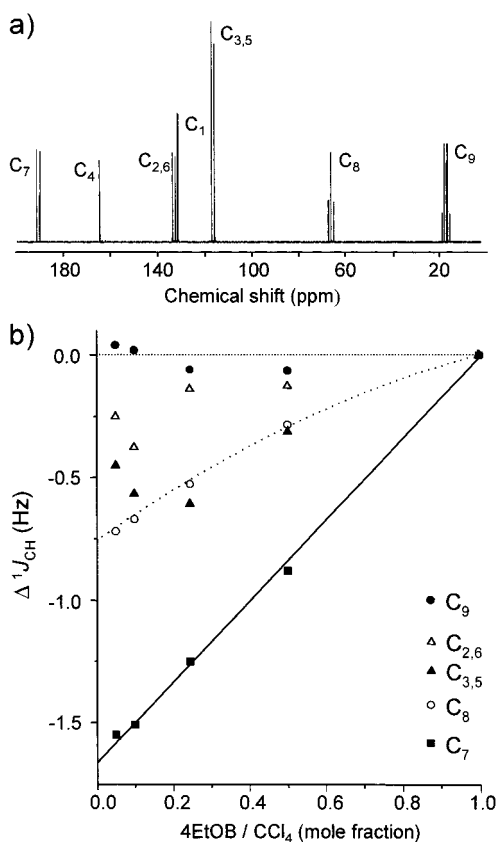 a)
C3,5
C1
C7
C4
C2,6
C8
C9
180 140 100 60 20
Chemical shift (ppm)
b)
0.0
-0.5
-1.0
-1.5
Δ 1JCH (Hz)
C9
C2,6
C3,5
C8
C7
0.0 0.2 0.4 0.6 0.8 1.0
4EtOB / CCl4 (mole fraction)